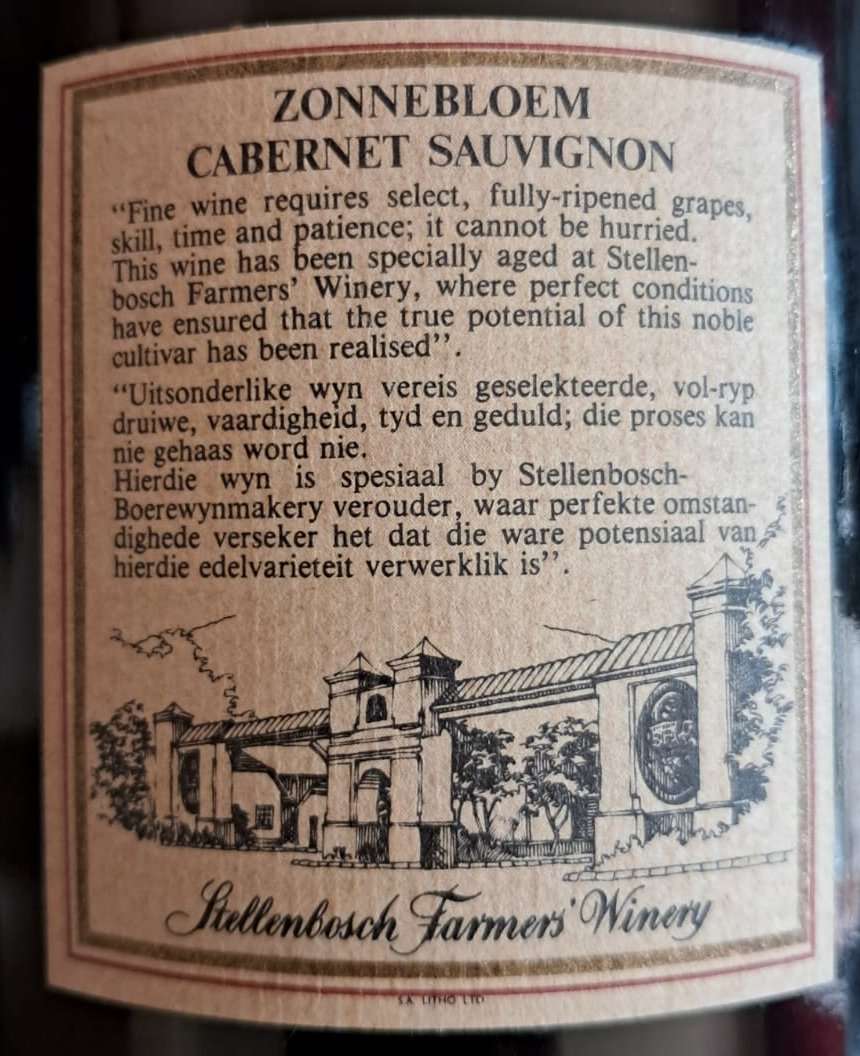 ZONNEBLOEM
CABERNET SAUVIGNON
“Fine wine requires select, fully-ripened grapes,
skill, time and patience; it cannot be hurried.
This wine has been specially aged at Stellen-
bosch Farmers’ Winery, where perfect conditions
have ensured that the true potential of this noble
cultivar has been realised”.
“Uitsonderlike wyn vereis geselekteerde, vol-ryp
druiwe, vaardigheid, tyd en geduld; die proses kan
nie gehaas word nie.
Hierdie wyn is spesiaal by Stellenbosch-
Boerewynmakery verouder, waar perfekte omstan-
dighede verseker het dat die ware potensiaal van
hierdie edelvarieteit verwerklik is”.
Stellenbosch Farmers’ Winery
S.A. LITHO LTD